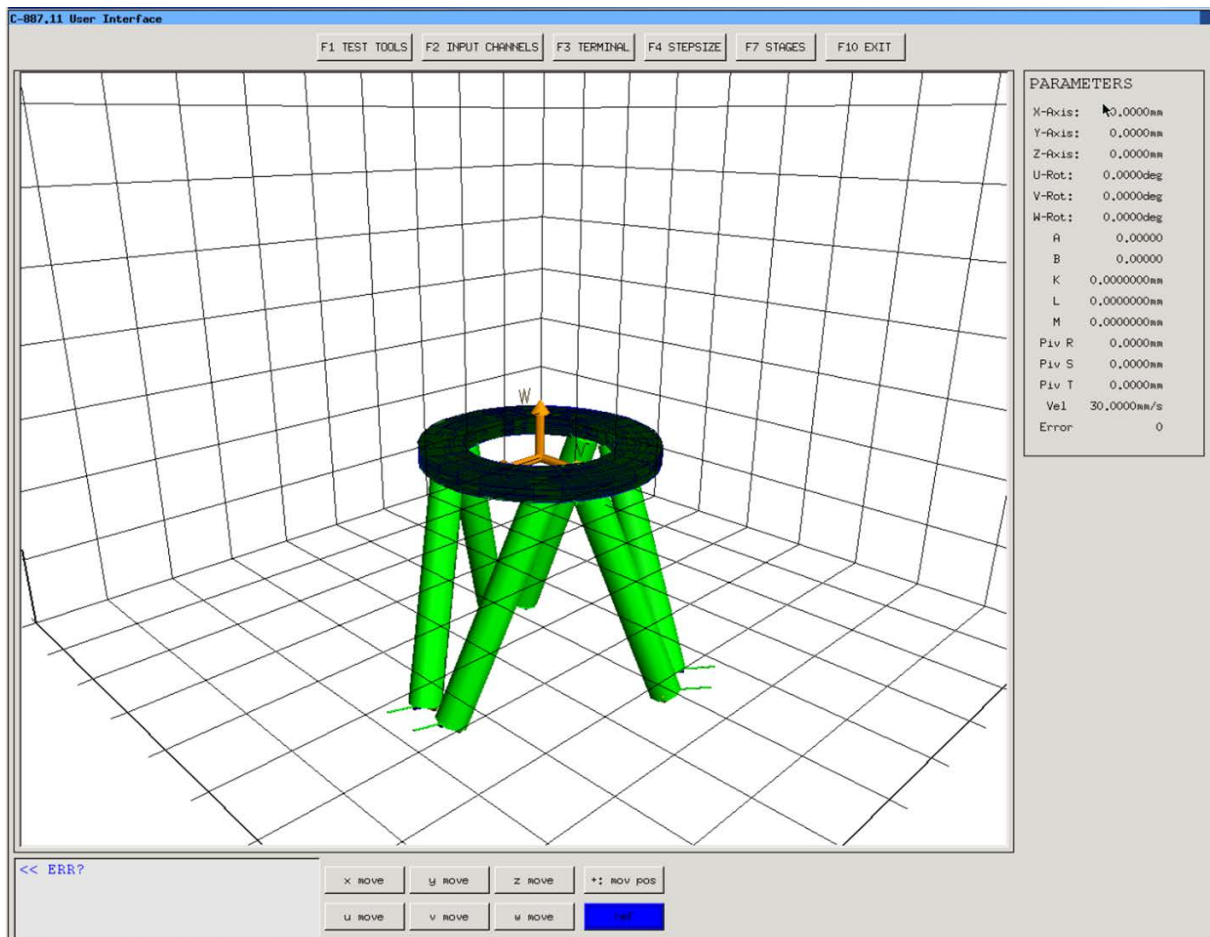 C-887.11 User Interface
F1 TEST TOOLS F2 INPUT CHANNELS F3 TERMINAL F4 STEPSIZE F7 STAGES F10 EXIT
PARAMETERS
X-Axis: 0.0000mm
Y-Axis: 0.0000mm
Z-Axis: 0.0000mm
U-Rot: 0.0000deg
V-Rot: 0.0000deg
W-Rot: 0.0000deg
A 0.00000
B 0.00000
K 0.0000000mm
L 0.0000000mm
M 0.0000000mm
Piv R 0.0000mm
Piv S 0.0000mm
Piv T 0.0000mm
Vel 30.0000mm/s
Error 0
W
V
<< ERR?
x move y move z move +: mov pos
u move v move w move ref